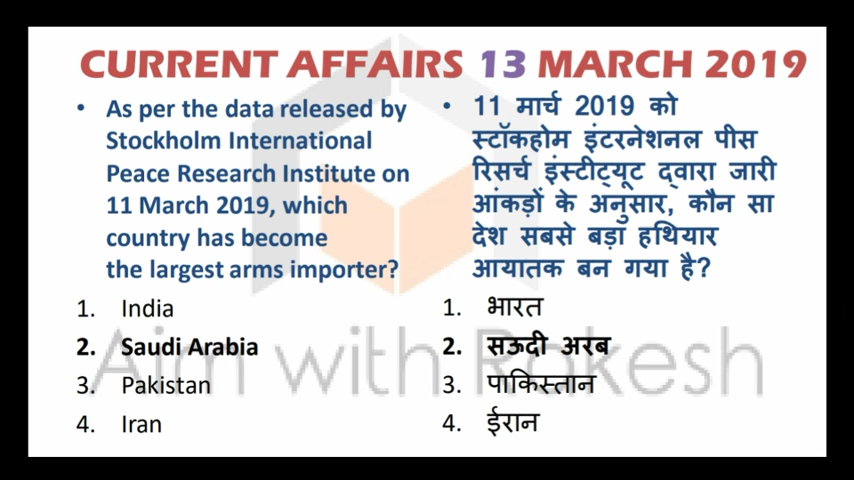 CURRENT AFFAIRS 13 MARCH 2019
• As per the data released by
Stockholm International
Peace Research Institute on
11 March 2019, which
country has become
the largest arms importer?
1. India
2. Saudi Arabia
3. Pakistan
4. Iran
• 11 मार्च 2019 को
स्टॉकहोम इंटरनेशनल पीस
रिसर्च इंस्टीट्यूट द्वारा जारी
आंकड़ों के अनुसार, कौन सा
देश सबसे बड़ा हथियार
आयातक बन गया है?
1. भारत
2. सऊदी अरब
3. पाकिस्तान
4. ईरान
Aim with Rakesh